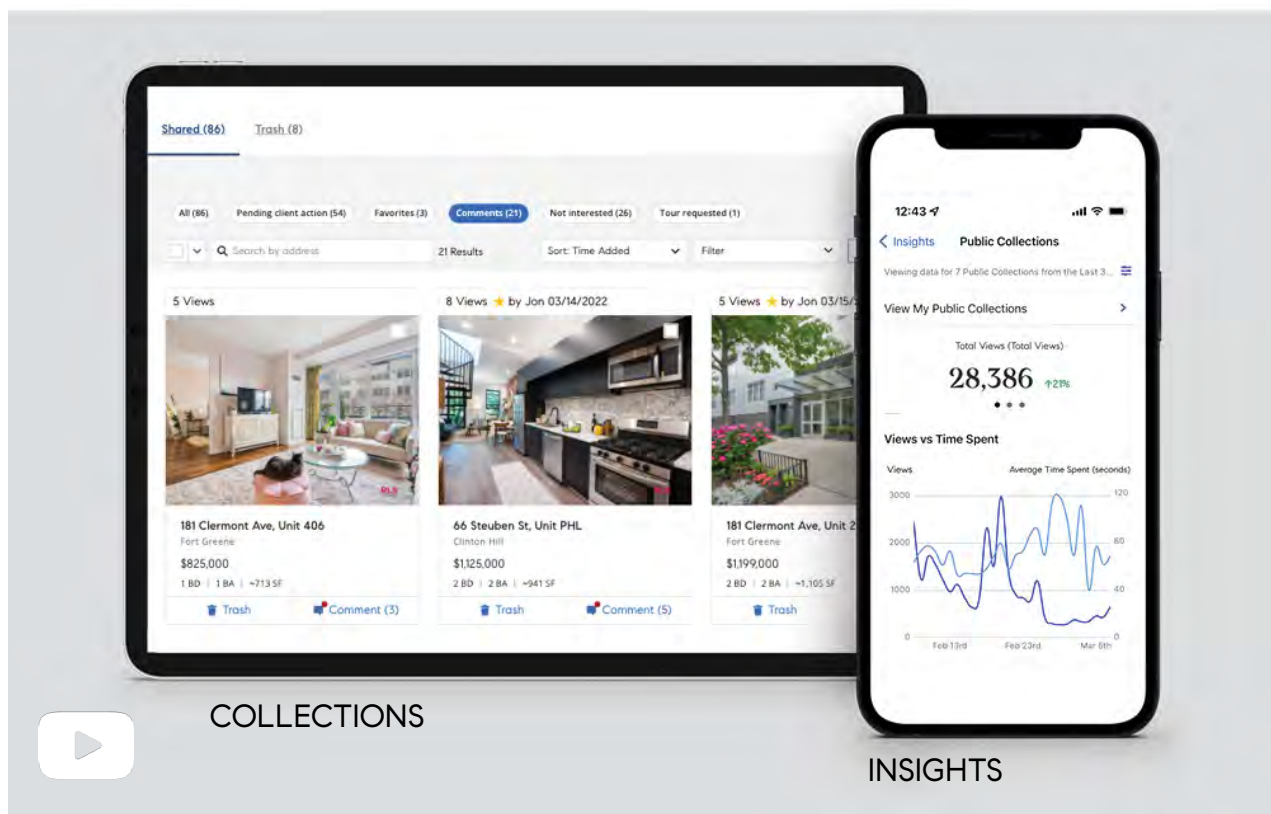 Shared (86) Trash (8)
All (86) Pending client action (54) Favorites (3) Comments (21) Not interested (26) Tour requested (1)
Search by address 21 Results Sort: Time Added Filter
5 Views
8 Views ★ by Jon 03/14/2022
5 Views ★ by Jon 03/15/
RLS
RLS
181 Clermont Ave, Unit 406
Fort Greene
$825,000
1 BD | 1 BA | ~713 SF
Trash Comment (3)
66 Steuben St, Unit PHL
Clinton Hill
$1,125,000
2 BD | 2 BA | ~941 SF
Trash Comment (5)
181 Clermont Ave, Unit 2
Fort Greene
$1,199,000
2 BD | 2 BA | ~1,105 SF
Trash
COLLECTIONS
12:43
Insights Public Collections
Viewing data for 7 Public Collections from the Last 3...
View My Public Collections
Total Views (Total Views)
28,386 ↑21%
Views vs Time Spent
Views Average Time Spent (seconds)
3000 120
2000 80
1000 40
0 0
Feb 13rd Feb 23rd Mar 6th
INSIGHTS